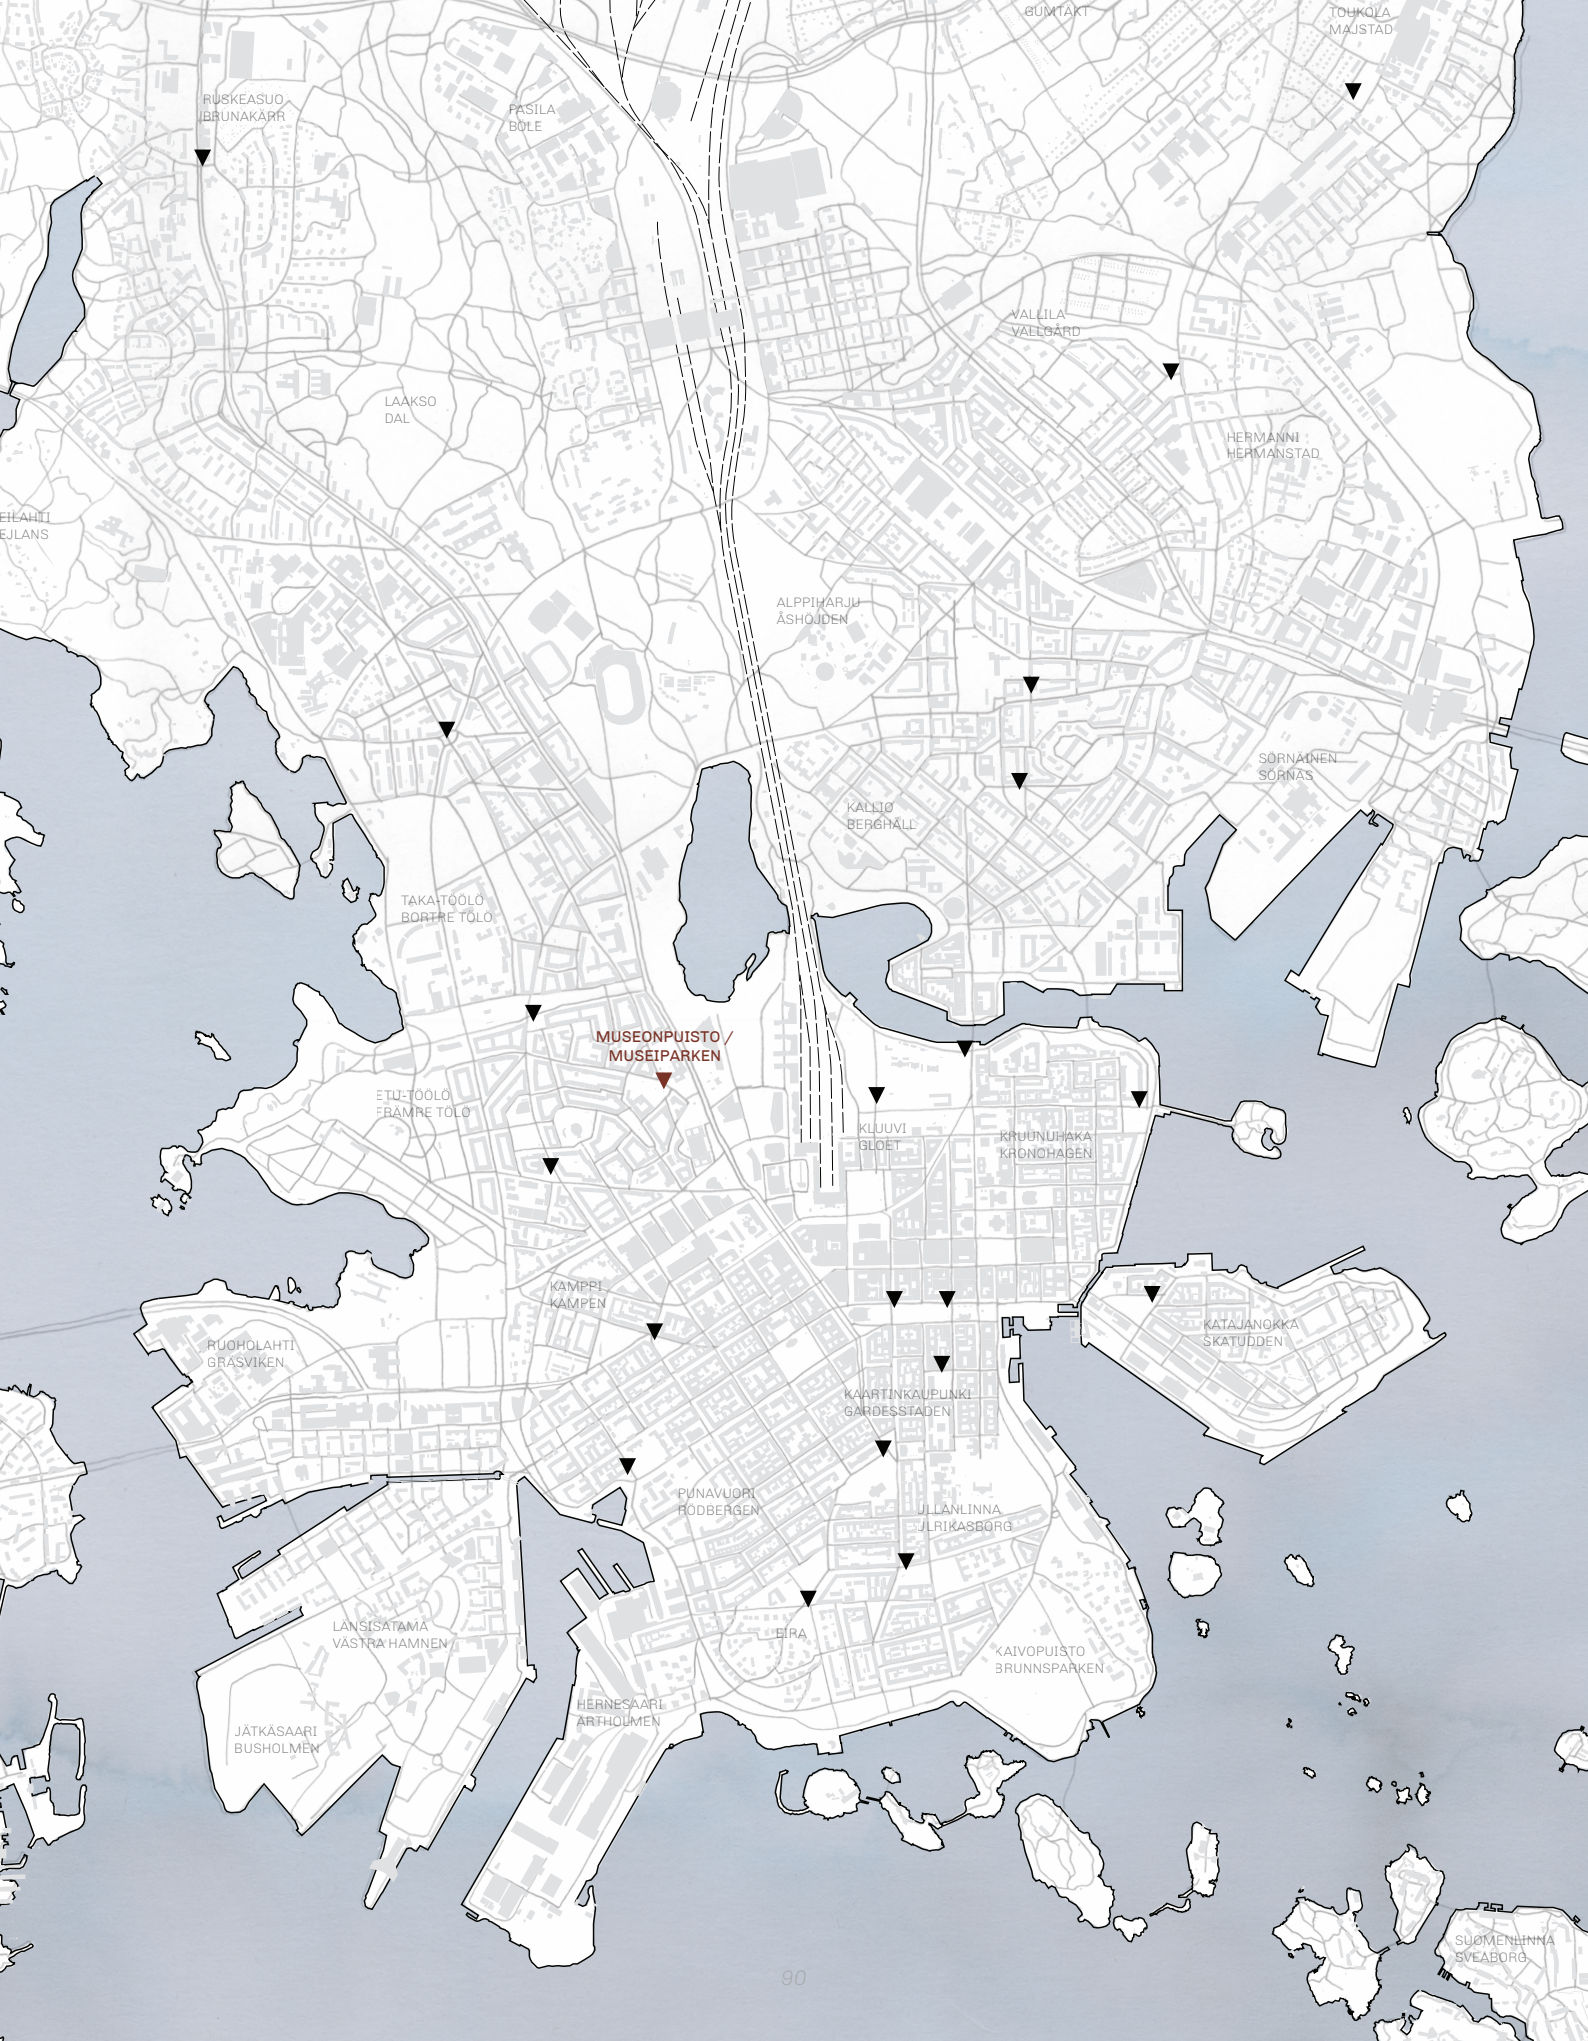 GUMTÄKT
TOUKOLA
MAJSTAD
RUSKEASUO
BRUNAKÄRR
PASILA
BÖLE
VALLILA
VALLGÅRD
LAAKSO
DAL
HERMANNI
HERMANSTAD
EILAHTI
EJLANS
ALPPIHARJU
ÅSHÖJDEN
SÖRNÄINEN
SÖRNÄS
KALLIO
BERGHÄLL
TAKA-TÖÖLÖ
BORTRE TÖLÖ
MUSEONPUISTO /
MUSEIPARKEN
ETU-TÖÖLÖ
FRÄMRE TÖLÖ
KLUUVI
GLOET
KRUUNUHAKA
KRONOHAGEN
KAMPPI
KAMPEN
RUOHOLAHTI
GRÄSVIKEN
KATAJANOKKA
SKATUDDEN
KAARTINKAUPUNKI
GARDESSTADEN
PUNAVUORI
RÖDBERGEN
ULLANLINNA
ULRIKASBORG
LÄNSISATAMA
VÄSTRA HAMNEN
EIRA
KAIVOPUISTO
BRUNNSPARKEN
HERNESAARI
ÄRTHOLMEN
JÄTKÄSAARI
BUSHOLMEN
SUOMENLINNA
SVEABORG
90